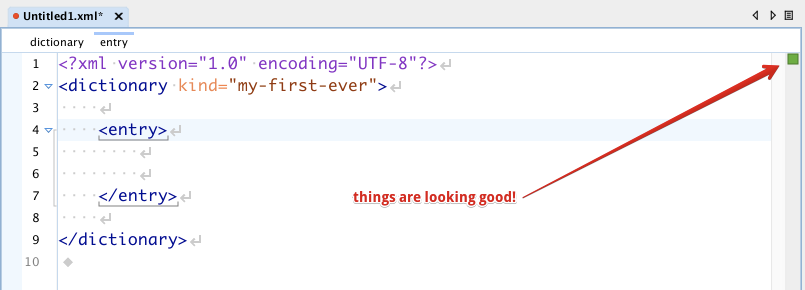 Untitled1.xml*
dictionary entry
1 <?xml version="1.0" encoding="UTF-8"?>
2 <dictionary kind="my-first-ever">
3
4 <entry>
5
6
7 </entry>
8
9 </dictionary>
10
things are looking good!